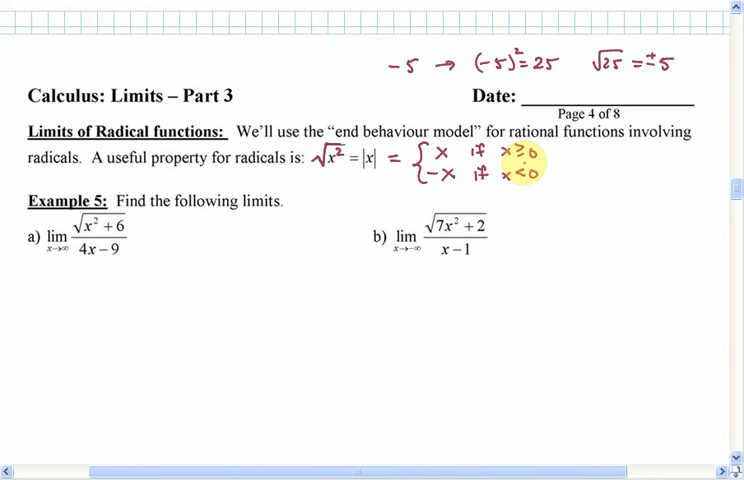 -5 → (-5)² = 25 √25 = ±5
Calculus: Limits – Part 3 Date: ____________________
Page 4 of 8
Limits of Radical functions: We'll use the “end behaviour model” for rational functions involving
radicals. A useful property for radicals is: √x² = |x| = { x if x ≥ 0
{ -x if x < 0
Example 5: Find the following limits.
a) lim x→∞ √(x² + 6) / (4x – 9) b) lim x→–∞ √(7x² + 2) / (x – 1)